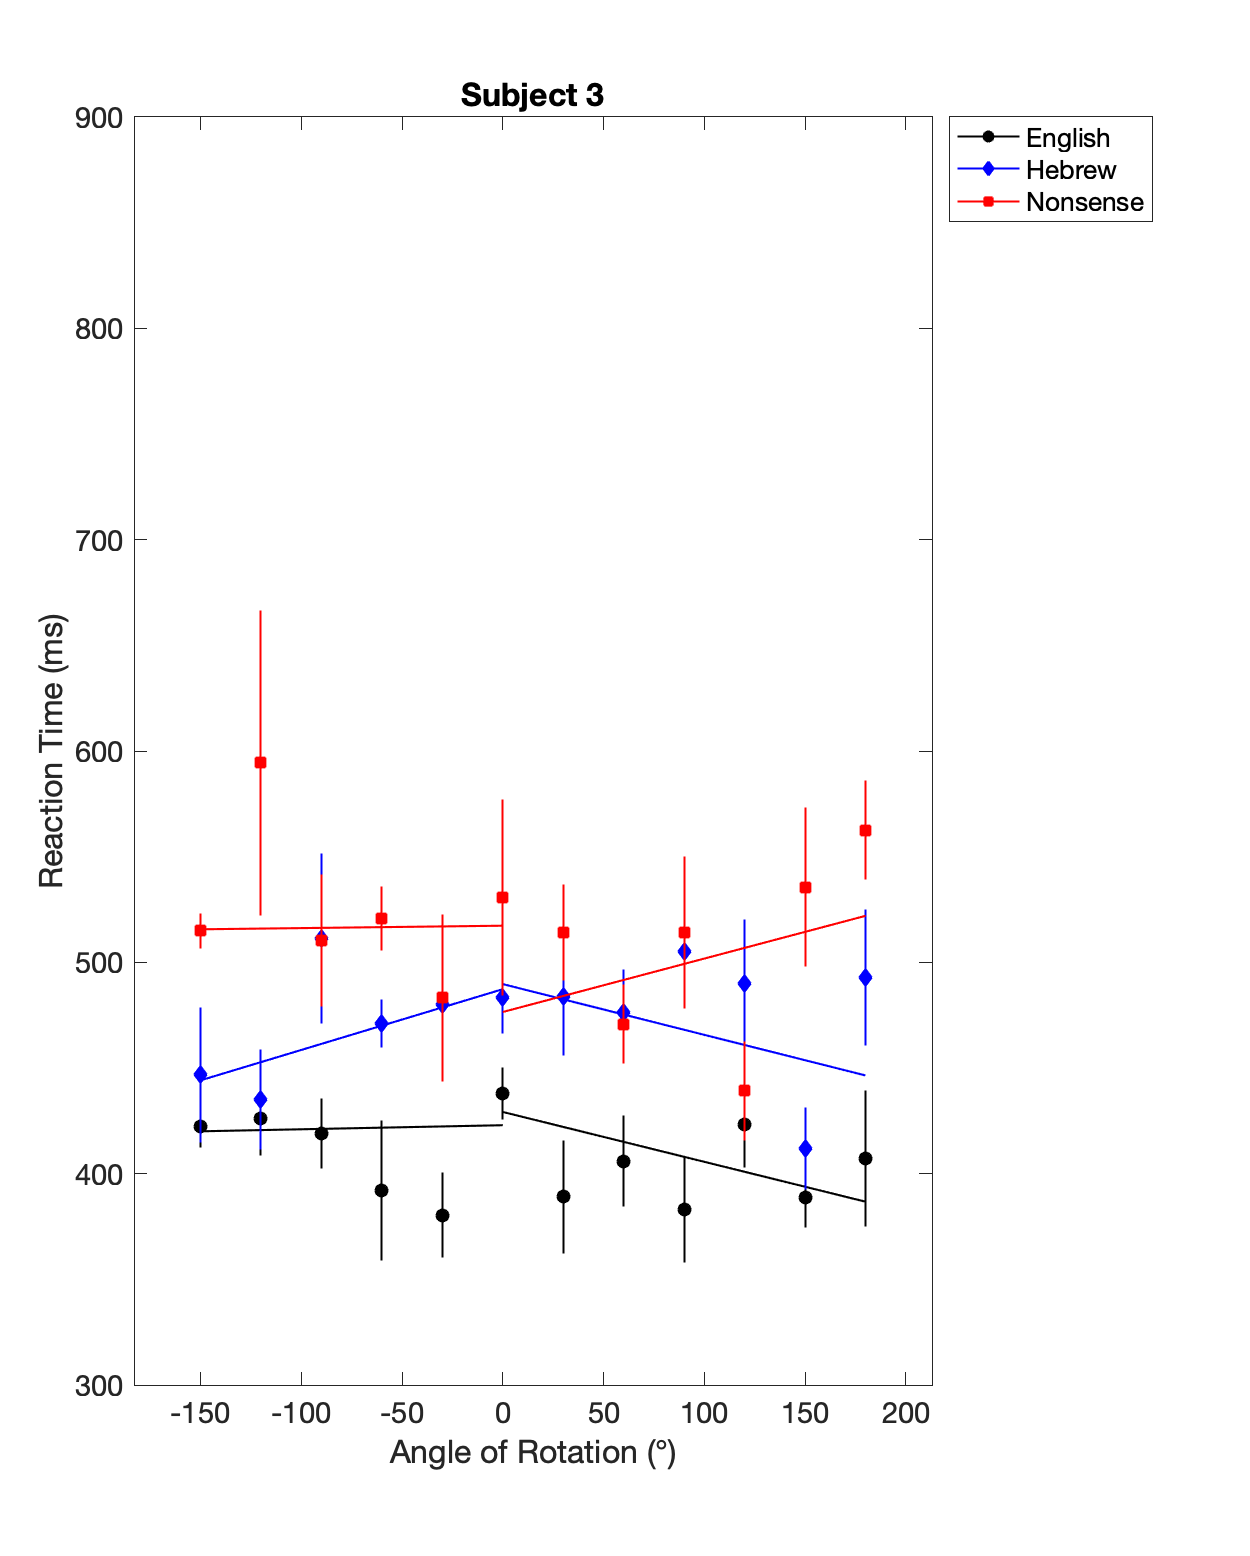 Subject 3
900
800
700
600
500
400
300
-150 -100 -50 0 50 100 150 200
Reaction Time (ms)
Angle of Rotation (°)
English
Hebrew
Nonsense